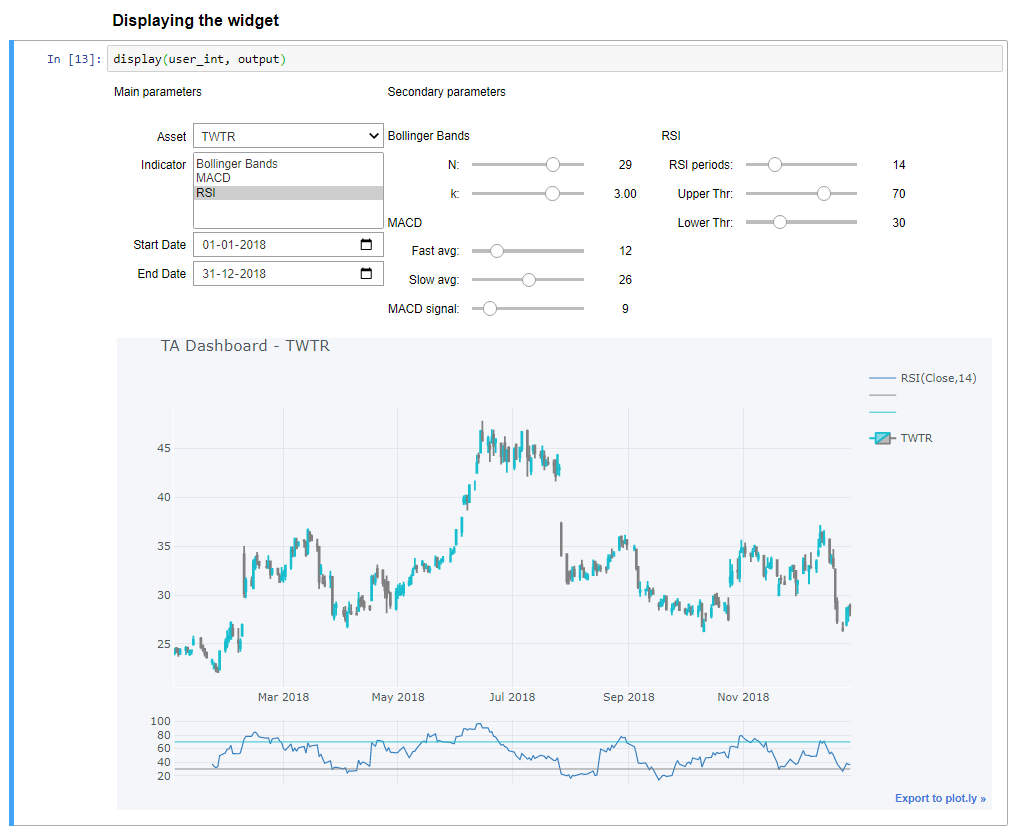 Displaying the widget
In [13]: display(user_int, output)
Main parameters
Secondary parameters
Asset TWTR
Indicator Bollinger Bands
MACD
RSI
Start Date 01-01-2018
End Date 31-12-2018
Bollinger Bands
N: 29
k: 3.00
MACD
Fast avg: 12
Slow avg: 26
MACD signal: 9
RSI
RSI periods: 14
Upper Thr: 70
Lower Thr: 30
TA Dashboard - TWTR
RSI(Close,14)
TWTR
45
40
35
30
25
Mar 2018 May 2018 Jul 2018 Sep 2018 Nov 2018
100
80
60
40
20
Export to plot.ly »